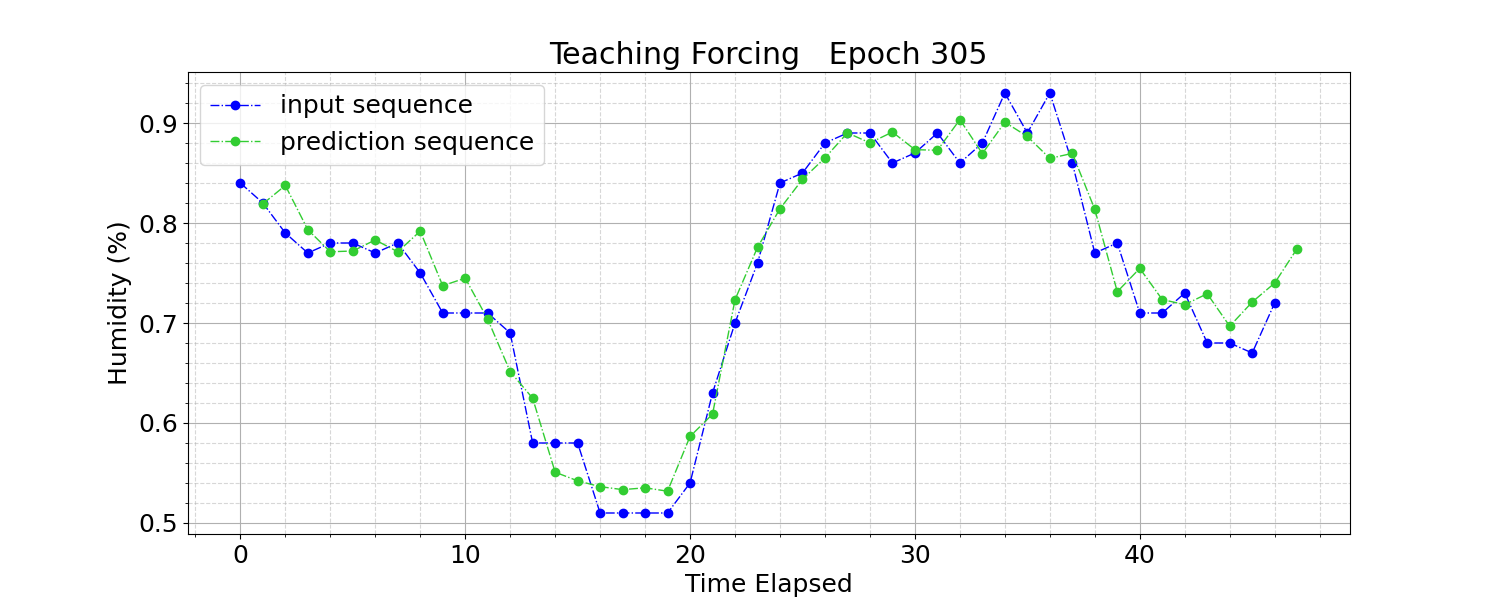 Teaching Forcing   Epoch 305
input sequence
prediction sequence
Humidity (%)
0.9
0.8
0.7
0.6
0.5
0 10 20 30 40
Time Elapsed